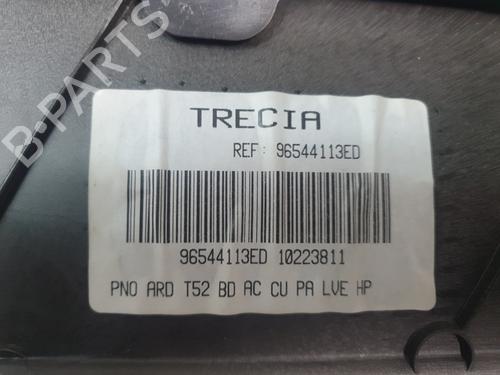 B-PARTS
TRECIA
REF: 96544113ED
96544113ED 10223811
PNO ARD T52 BD AC CU PA LVE HP